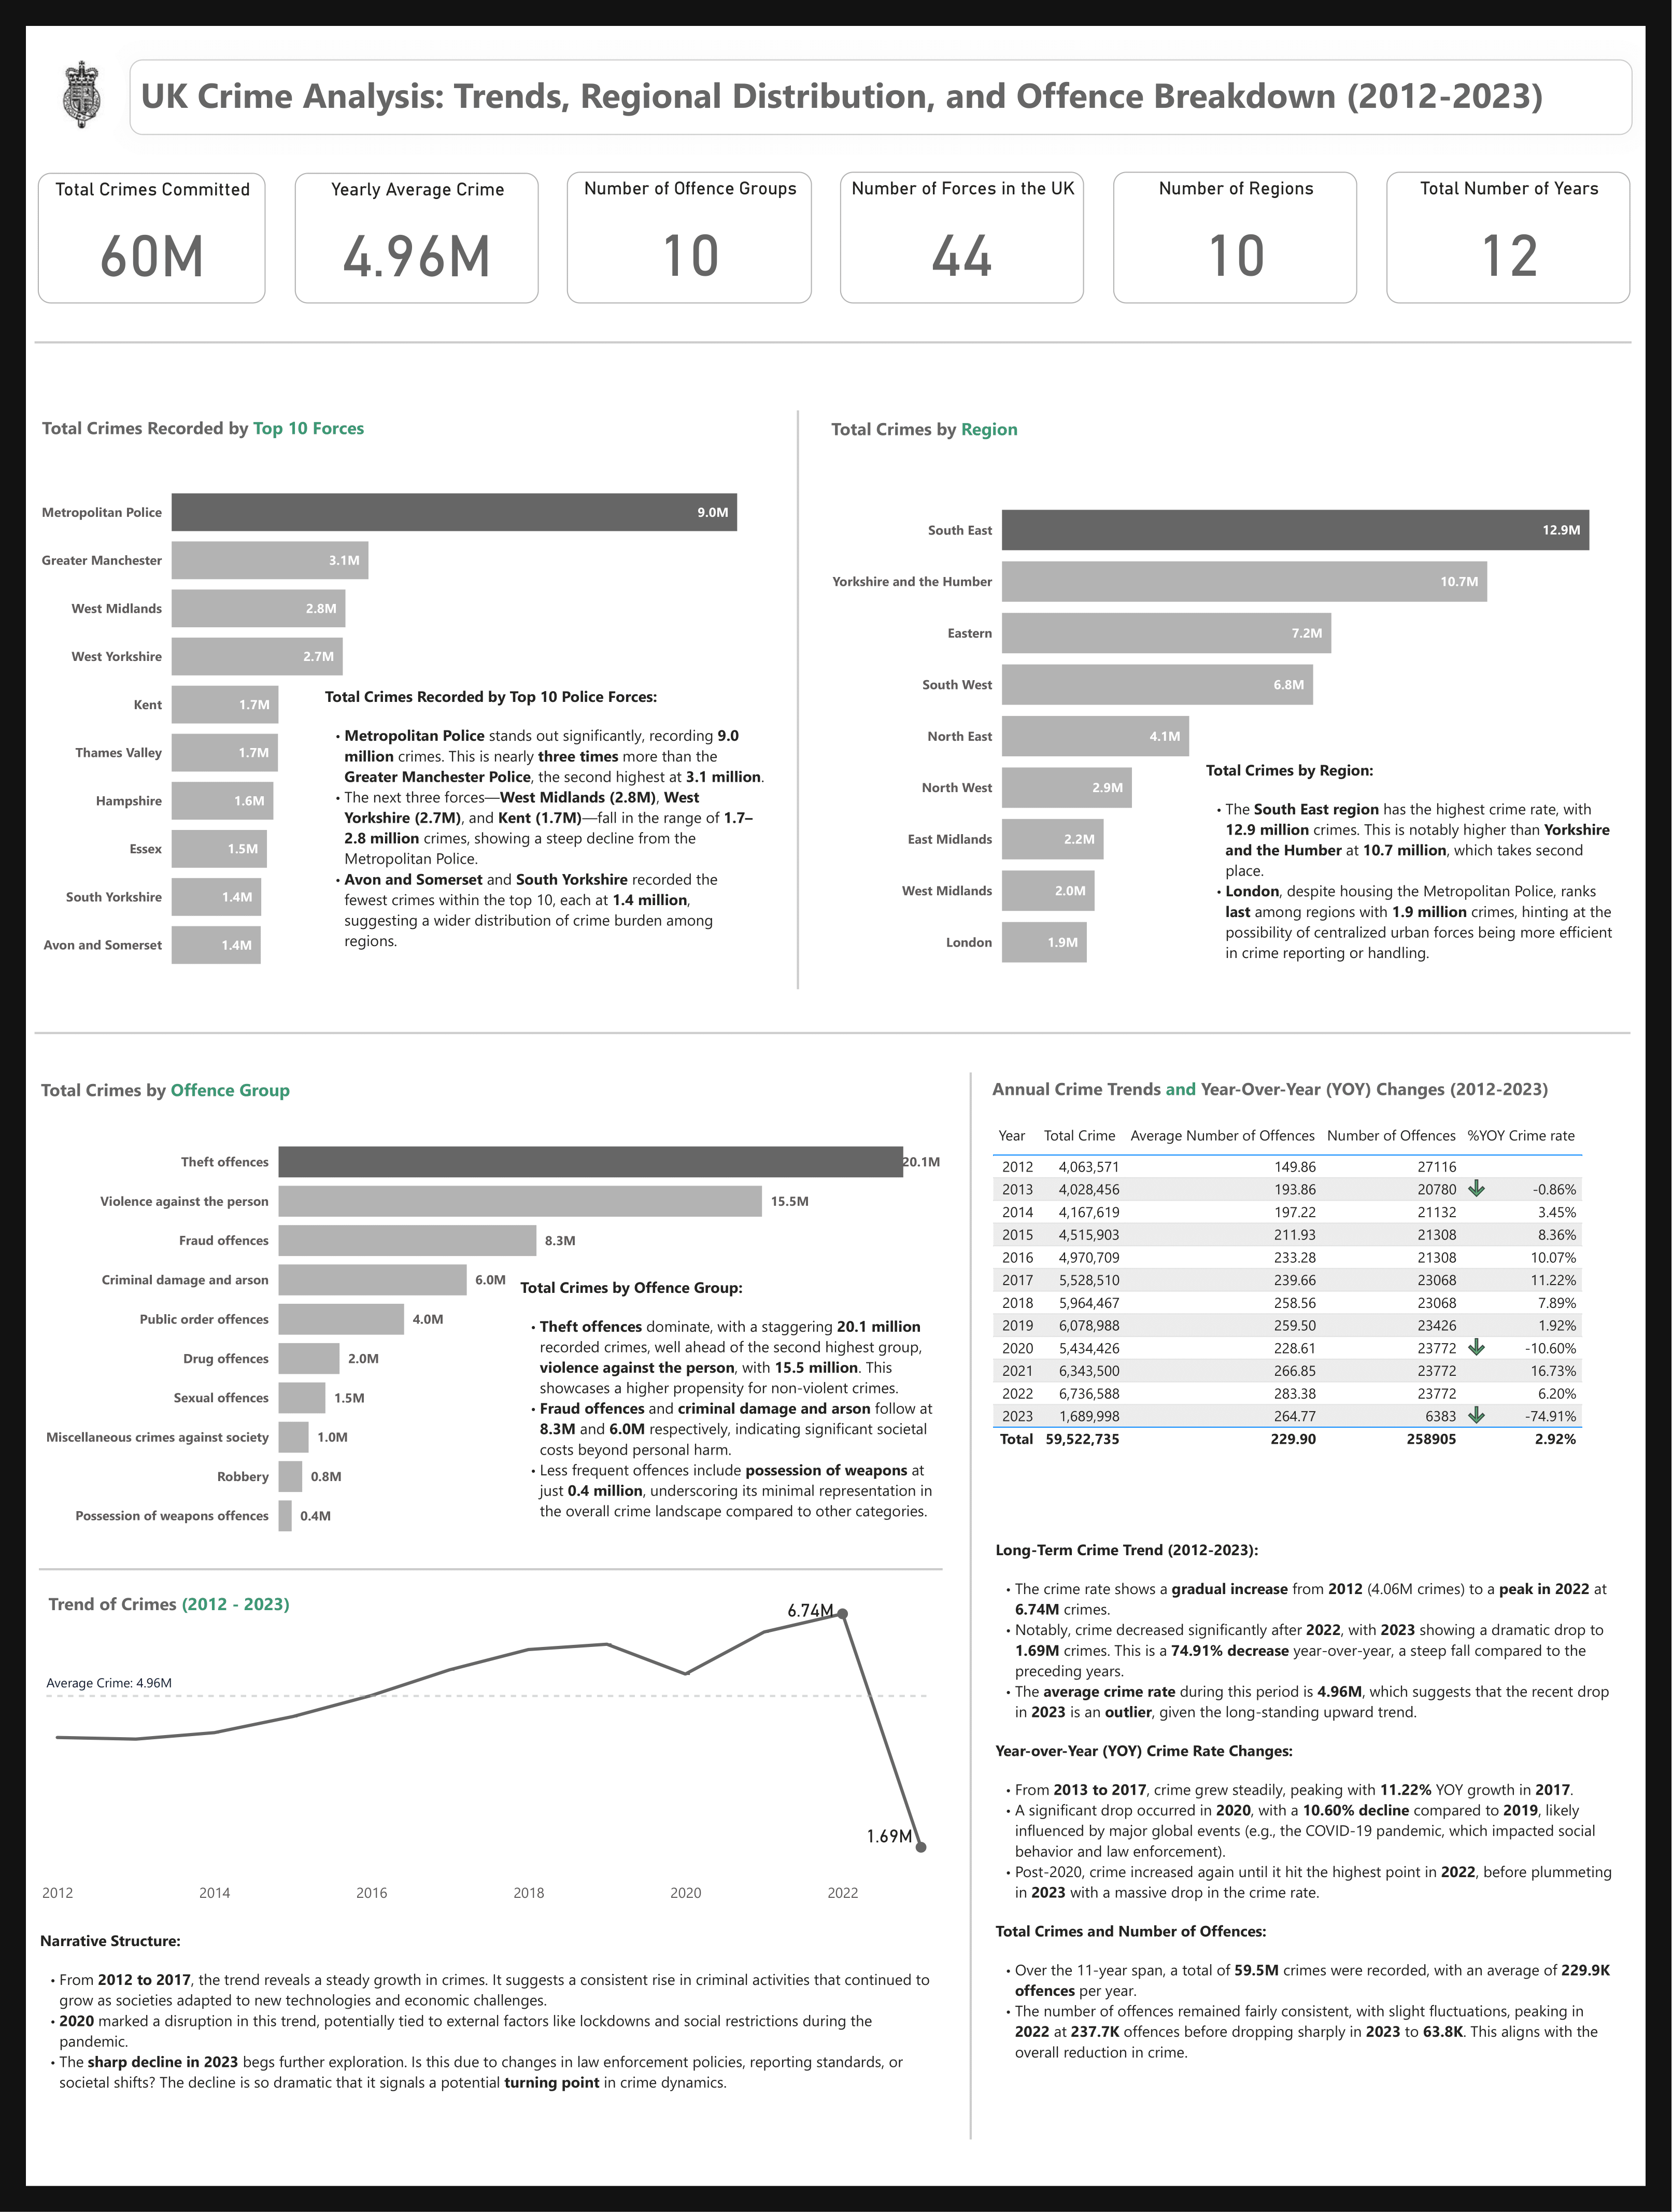 UK Crime Analysis: Trends, Regional Distribution, and Offence Breakdown (2012-2023)
Total Crimes Committed
60M
Yearly Average Crime
4.96M
Number of Offence Groups
10
Number of Forces in the UK
44
Number of Regions
10
Total Number of Years
12
Total Crimes Recorded by Top 10 Forces
Metropolitan Police 9.0M
Greater Manchester 3.1M
West Midlands 2.8M
West Yorkshire 2.7M
Kent 1.7M
Thames Valley 1.7M
Hampshire 1.6M
Essex 1.5M
South Yorkshire 1.4M
Avon and Somerset 1.4M
Total Crimes Recorded by Top 10 Police Forces:
• Metropolitan Police stands out significantly, recording 9.0
million crimes. This is nearly three times more than the
Greater Manchester Police, the second highest at 3.1 million.
• The next three forces—West Midlands (2.8M), West
Yorkshire (2.7M), and Kent (1.7M)—fall in the range of 1.7–
2.8 million crimes, showing a steep decline from the
Metropolitan Police.
• Avon and Somerset and South Yorkshire recorded the
fewest crimes within the top 10, each at 1.4 million,
suggesting a wider distribution of crime burden among
regions.
Total Crimes by Region
South East 12.9M
Yorkshire and the Humber 10.7M
Eastern 7.2M
South West 6.8M
North East 4.1M
North West 2.9M
East Midlands 2.2M
West Midlands 2.0M
London 1.9M
Total Crimes by Region:
• The South East region has the highest crime rate, with
12.9 million crimes. This is notably higher than Yorkshire
and the Humber at 10.7 million, which takes second
place.
• London, despite housing the Metropolitan Police, ranks
last among regions with 1.9 million crimes, hinting at the
possibility of centralized urban forces being more efficient
in crime reporting or handling.
Total Crimes by Offence Group
Theft offences 20.1M
Violence against the person 15.5M
Fraud offences 8.3M
Criminal damage and arson 6.0M
Public order offences 4.0M
Drug offences 2.0M
Sexual offences 1.5M
Miscellaneous crimes against society 1.0M
Robbery 0.8M
Possession of weapons offences 0.4M
Total Crimes by Offence Group:
• Theft offences dominate, with a staggering 20.1 million
recorded crimes, well ahead of the second highest group,
violence against the person, with 15.5 million. This
showcases a higher propensity for non-violent crimes.
• Fraud offences and criminal damage and arson follow at
8.3M and 6.0M respectively, indicating significant societal
costs beyond personal harm.
• Less frequent offences include possession of weapons at
just 0.4 million, underscoring its minimal representation in
the overall crime landscape compared to other categories.
Trend of Crimes (2012 - 2023)
6.74M
Average Crime: 4.96M
1.69M
2012 2014 2016 2018 2020 2022
Narrative Structure:
• From 2012 to 2017, the trend reveals a steady growth in crimes. It suggests a consistent rise in criminal activities that continued to
grow as societies adapted to new technologies and economic challenges.
• 2020 marked a disruption in this trend, potentially tied to external factors like lockdowns and social restrictions during the
pandemic.
• The sharp decline in 2023 begs further exploration. Is this due to changes in law enforcement policies, reporting standards, or
societal shifts? The decline is so dramatic that it signals a potential turning point in crime dynamics.
Annual Crime Trends and Year-Over-Year (YOY) Changes (2012-2023)
Year Total Crime Average Number of Offences Number of Offences %YOY Crime rate
2012 4,063,571 149.86 27116
2013 4,028,456 193.86 20780 -0.86%
2014 4,167,619 197.22 21132 3.45%
2015 4,515,903 211.93 21308 8.36%
2016 4,970,709 233.28 21308 10.07%
2017 5,528,510 239.66 23068 11.22%
2018 5,964,467 258.56 23068 7.89%
2019 6,078,988 259.50 23426 1.92%
2020 5,434,426 228.61 23772 -10.60%
2021 6,343,500 266.85 23772 16.73%
2022 6,736,588 283.38 23772 6.20%
2023 1,689,998 264.77 6383 -74.91%
Total 59,522,735 229.90 258905 2.92%
Long-Term Crime Trend (2012-2023):
• The crime rate shows a gradual increase from 2012 (4.06M crimes) to a peak in 2022 at
6.74M crimes.
• Notably, crime decreased significantly after 2022, with 2023 showing a dramatic drop to
1.69M crimes. This is a 74.91% decrease year-over-year, a steep fall compared to the
preceding years.
• The average crime rate during this period is 4.96M, which suggests that the recent drop
in 2023 is an outlier, given the long-standing upward trend.
Year-over-Year (YOY) Crime Rate Changes:
• From 2013 to 2017, crime grew steadily, peaking with 11.22% YOY growth in 2017.
• A significant drop occurred in 2020, with a 10.60% decline compared to 2019, likely
influenced by major global events (e.g., the COVID-19 pandemic, which impacted social
behavior and law enforcement).
• Post-2020, crime increased again until it hit the highest point in 2022, before plummeting
in 2023 with a massive drop in the crime rate.
Total Crimes and Number of Offences:
• Over the 11-year span, a total of 59.5M crimes were recorded, with an average of 229.9K
offences per year.
• The number of offences remained fairly consistent, with slight fluctuations, peaking in
2022 at 237.7K offences before dropping sharply in 2023 to 63.8K. This aligns with the
overall reduction in crime.